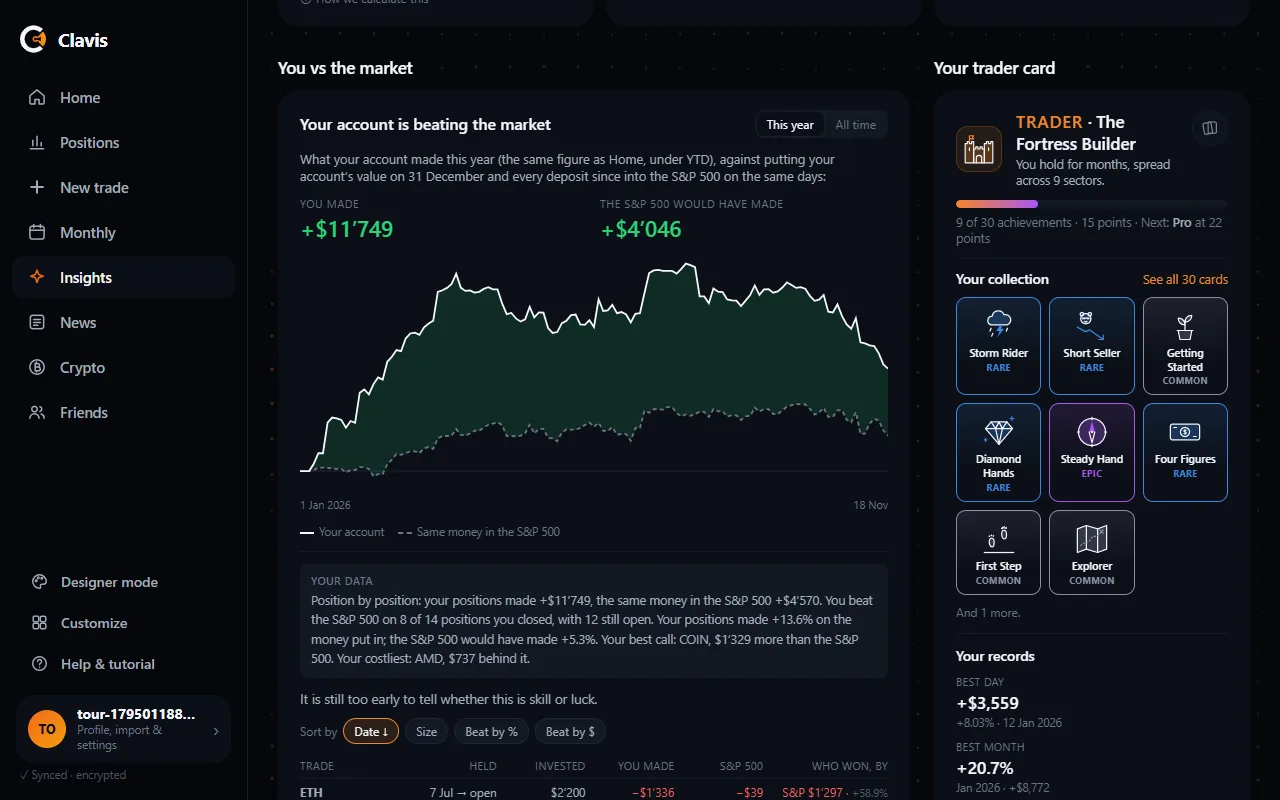 Clavis
Home
Positions
New trade
Monthly
Insights
News
Crypto
Friends
Designer mode
Customize
Help & tutorial
TO
tour-179501188...
Profile, import &
settings
✓ Synced · encrypted
How we calculate this
You vs the market
Your account is beating the market
This year
All time
What your account made this year (the same figure as Home, under YTD), against putting your
account's value on 31 December and every deposit since into the S&P 500 on the same days:
YOU MADE
THE S&P 500 WOULD HAVE MADE
+$11'749
+$4'046
1 Jan 2026
18 Nov
Your account
Same money in the S&P 500
YOUR DATA
Position by position: your positions made +$11'749, the same money in the S&P 500 +$4'570. You beat
the S&P 500 on 8 of 14 positions you closed, with 12 still open. Your positions made +13.6% on the
money put in; the S&P 500 would have made +5.3%. Your best call: COIN, $1'329 more than the S&P
500. Your costliest: AMD, $737 behind it.
It is still too early to tell whether this is skill or luck.
Sort by
Date ↓
Size
Beat by %
Beat by $
TRADE HELD INVESTED YOU MADE S&P 500 WHO WON, BY
ETH 7 Jul → open $2'200 −$1'336 −$39 S&P $1'297 · +58.9%
Your trader card
TRADER · The
Fortress Builder
You hold for months, spread
across 9 sectors.
9 of 30 achievements · 15 points · Next: Pro at 22
points
Your collection
See all 30 cards
Storm Rider
RARE
Short Seller
RARE
Getting
Started
COMMON
Diamond
Hands
RARE
Steady Hand
EPIC
Four Figures
RARE
First Step
COMMON
Explorer
COMMON
And 1 more.
Your records
BEST DAY
+$3,559
+8.03% · 12 Jan 2026
BEST MONTH
+20.7%
Jan 2026 · +$8,772